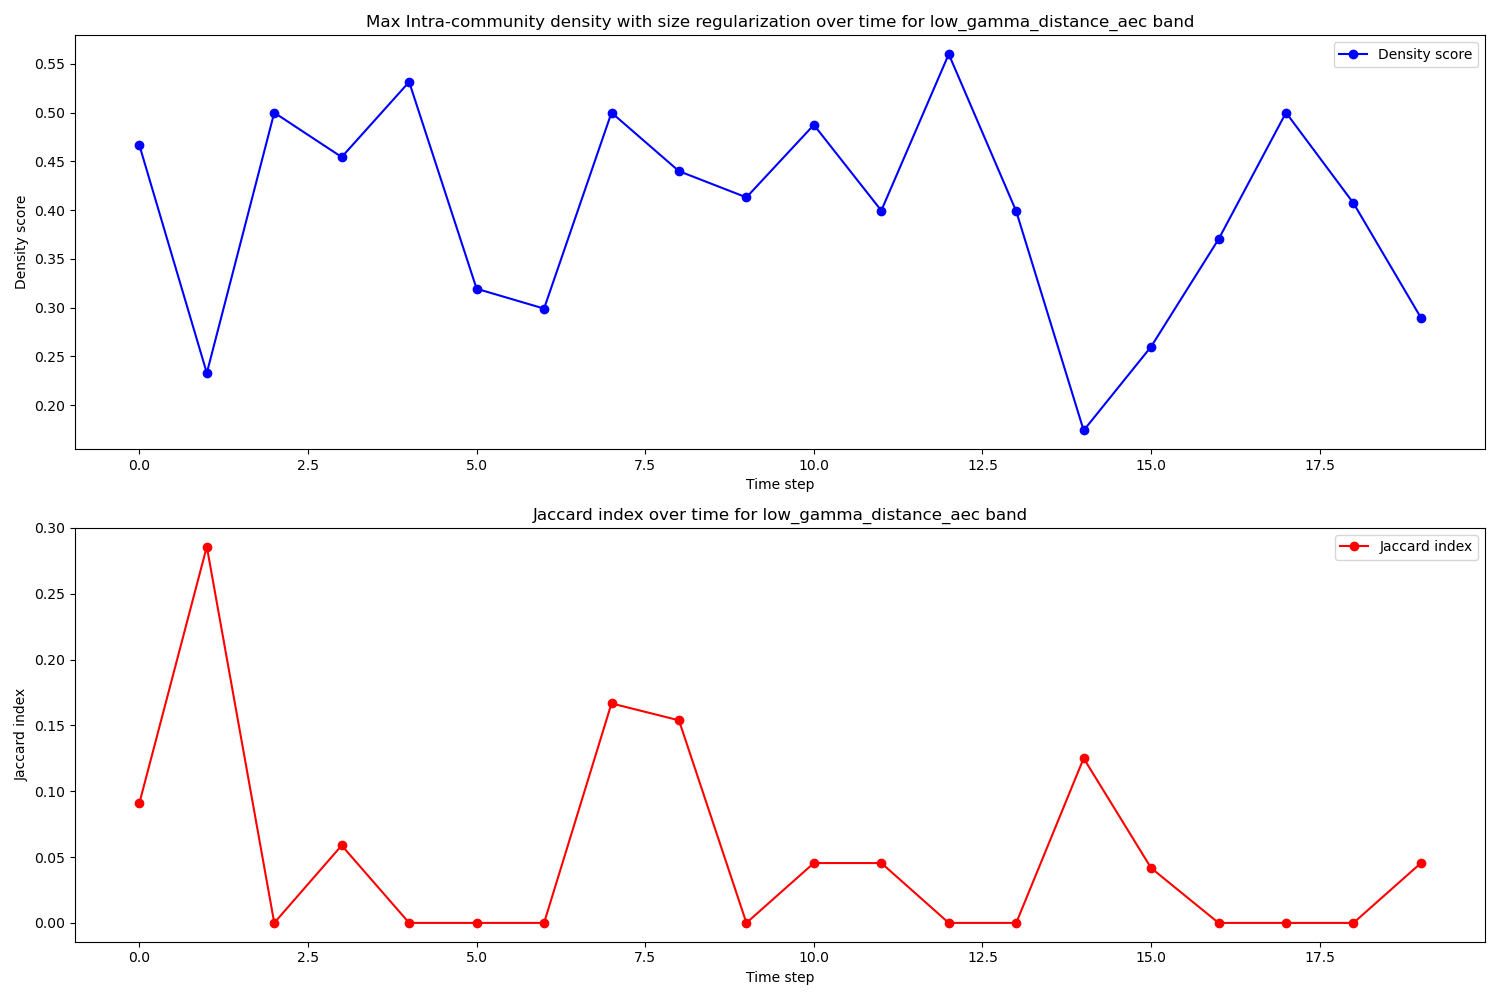 Max Intra-community density with size regularization over time for low_gamma_distance_aec band
Density score
0.55
0.50
0.45
0.40
0.35
0.30
0.25
0.20
Density score
0.0 2.5 5.0 7.5 10.0 12.5 15.0 17.5
Time step
Jaccard index over time for low_gamma_distance_aec band
Jaccard index
0.30
0.25
0.20
0.15
0.10
0.05
0.00
Jaccard index
0.0 2.5 5.0 7.5 10.0 12.5 15.0 17.5
Time step